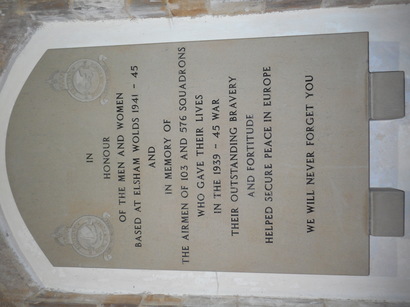 IN
HONOUR
OF THE MEN AND WOMEN
BASED AT ELSHAM WOLDS 1941 - 45
AND
IN MEMORY OF
THE AIRMEN OF 103 AND 576 SQUADRONS
WHO GAVE THEIR LIVES
IN THE 1939 - 45 WAR
THEIR OUTSTANDING BRAVERY
AND FORTITUDE
HELPED SECURE PEACE IN EUROPE
WE WILL NEVER FORGET YOU